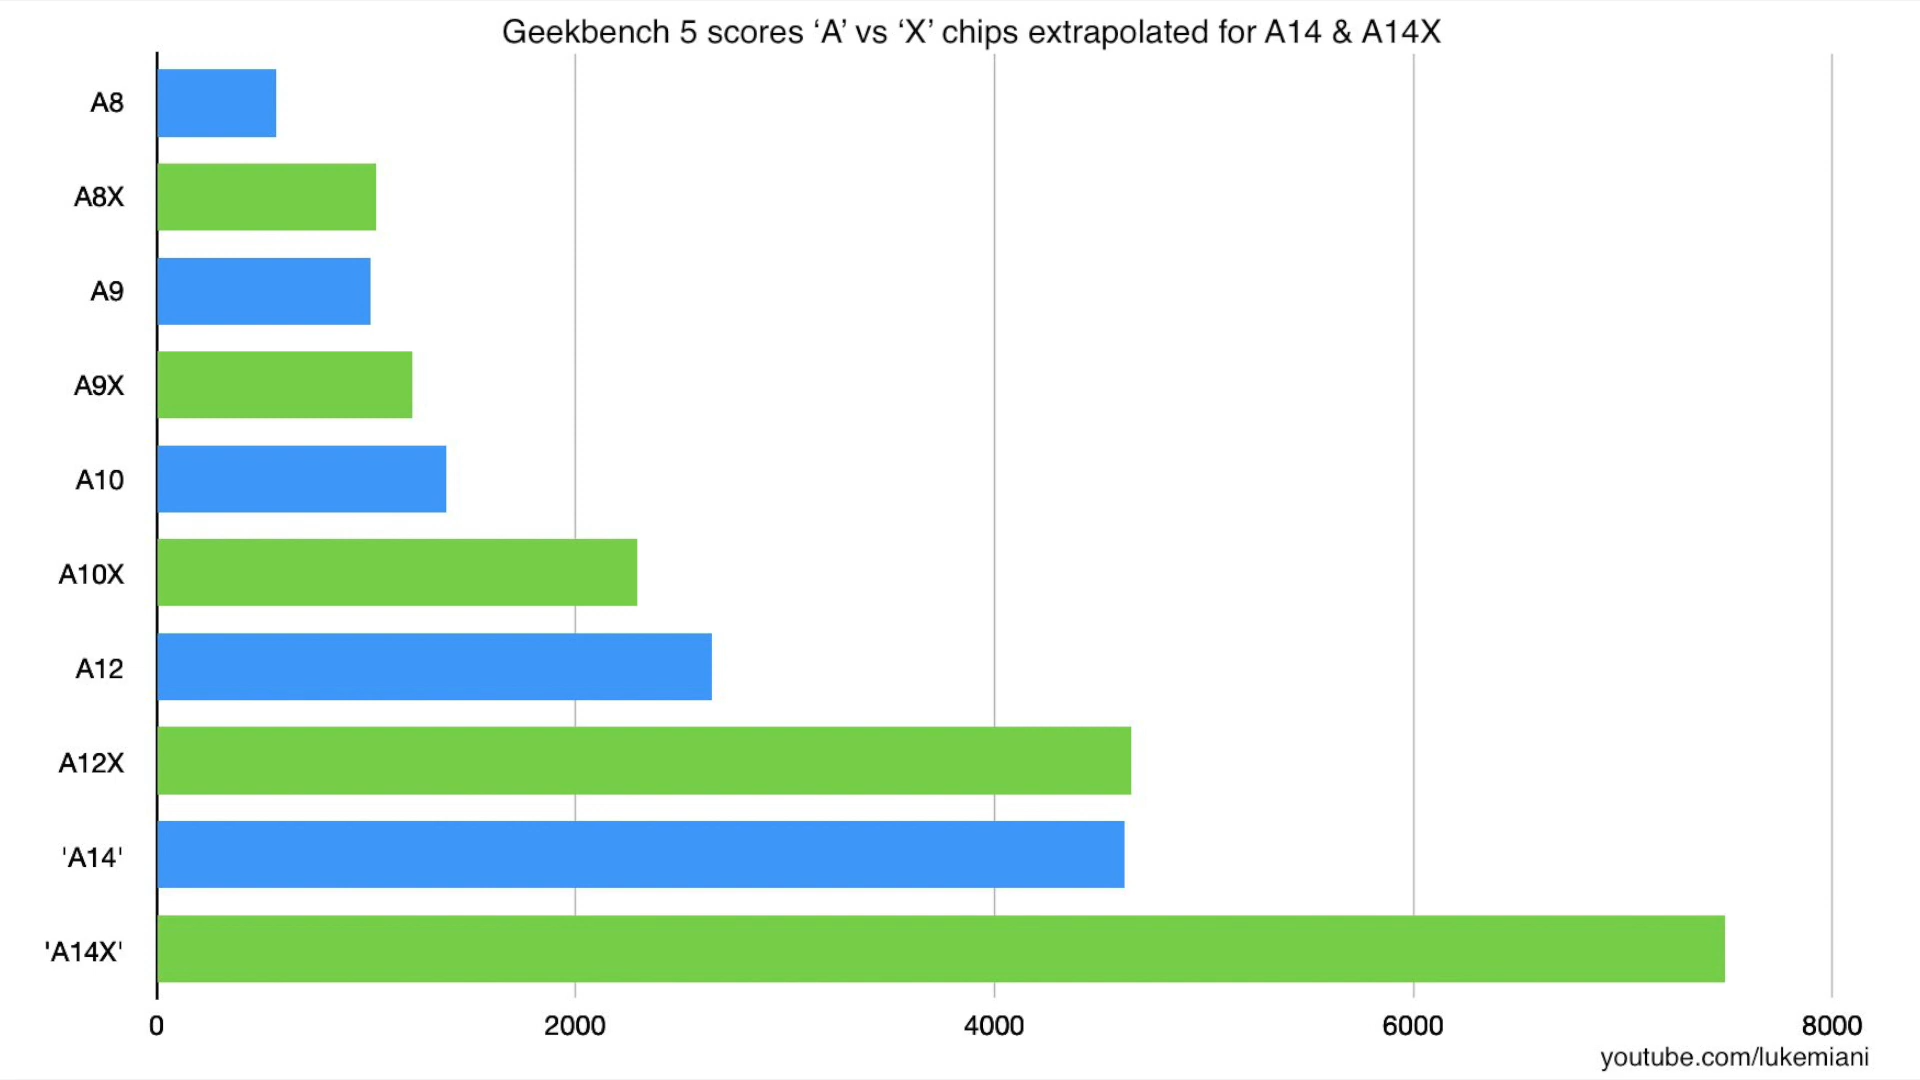 Geekbench 5 scores ‘A’ vs ‘X’ chips extrapolated for A14 & A14X
A8
A8X
A9
A9X
A10
A10X
A12
A12X
'A14'
'A14X'
0 2000 4000 6000 8000
youtube.com/lukemiani